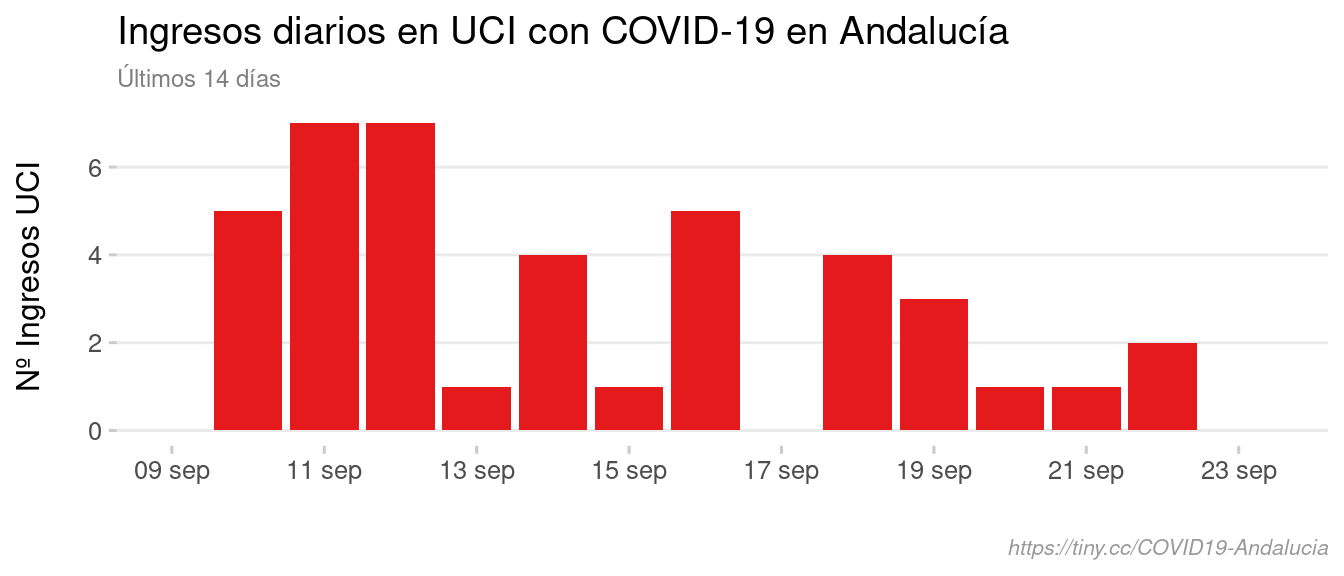 Ingresos diarios en UCI con COVID-19 en Andalucía
Últimos 14 días
Nº Ingresos UCI
6
4
2
0
09 sep
11 sep
13 sep
15 sep
17 sep
19 sep
21 sep
23 sep
https://tiny.cc/COVID19-Andalucia